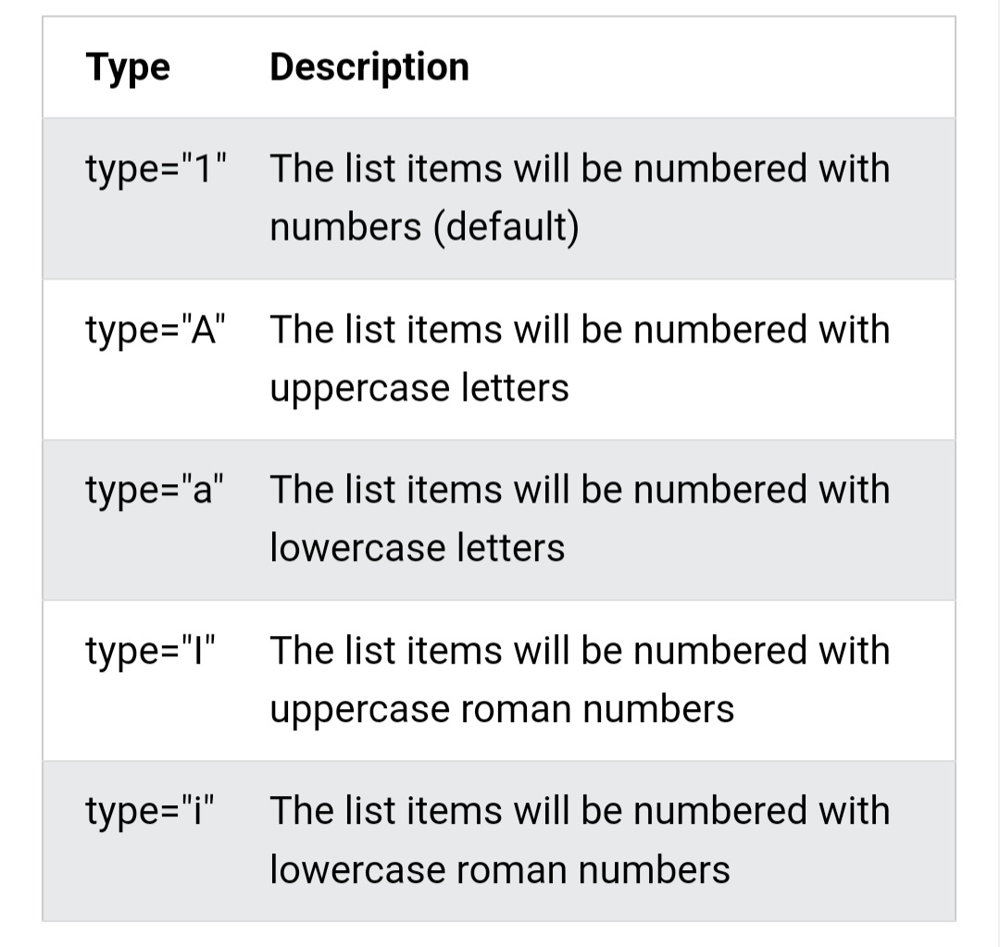 Type Description
type="1" The list items will be numbered with
numbers (default)
type="A" The list items will be numbered with
uppercase letters
type="a" The list items will be numbered with
lowercase letters
type="I" The list items will be numbered with
uppercase roman numbers
type="i" The list items will be numbered with
lowercase roman numbers